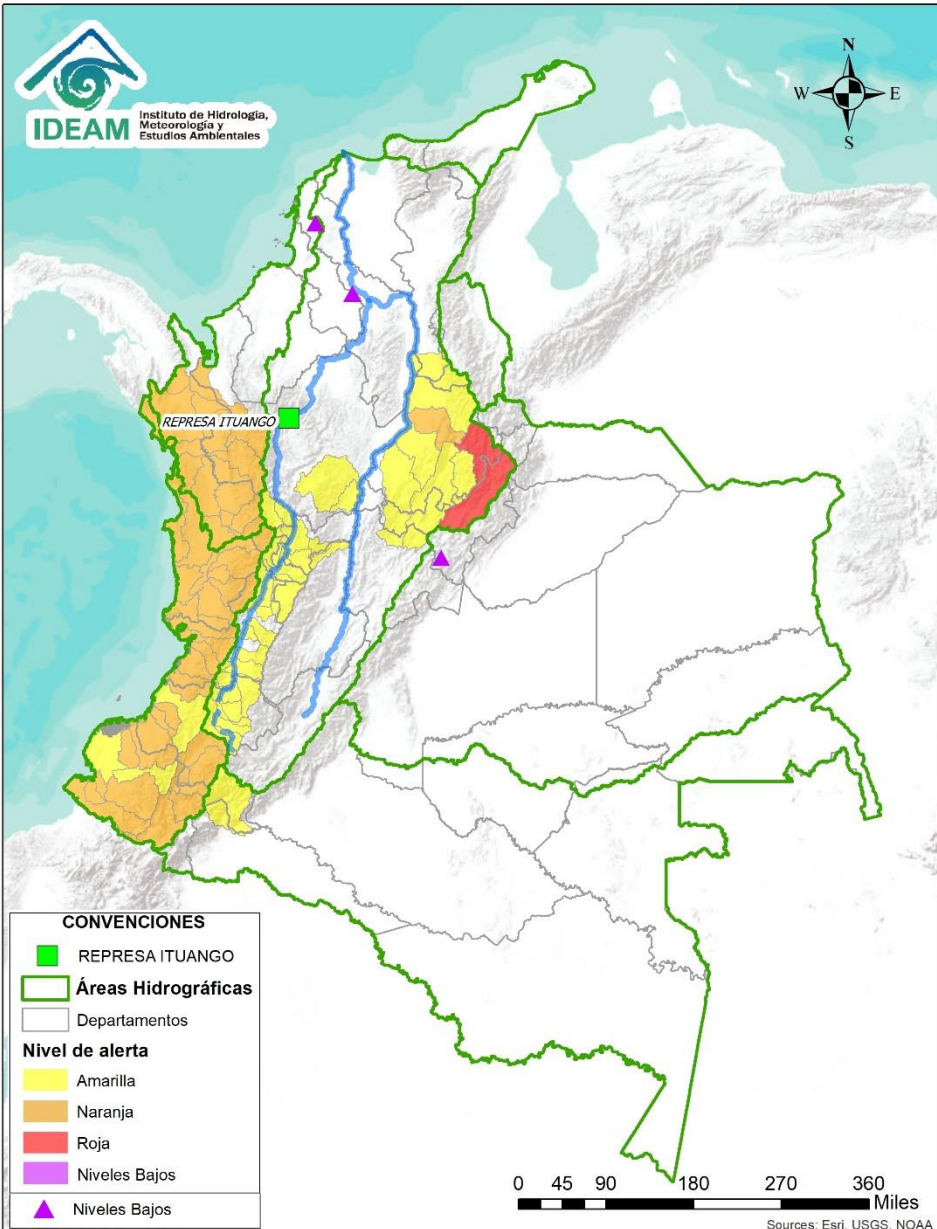 IDEAM
Instituto de Hidrología,
Meteorología y
Estudios Ambientales
N
W
E
S
REPRESA ITUANGO
CONVENCIONES
REPRESA ITUANGO
Áreas Hidrográficas
Departamentos
Nivel de alerta
Amarilla
Naranja
Roja
Niveles Bajos
Niveles Bajos
0 45 90 180 270 360
Miles
Sources: Esri, USGS, NOAA